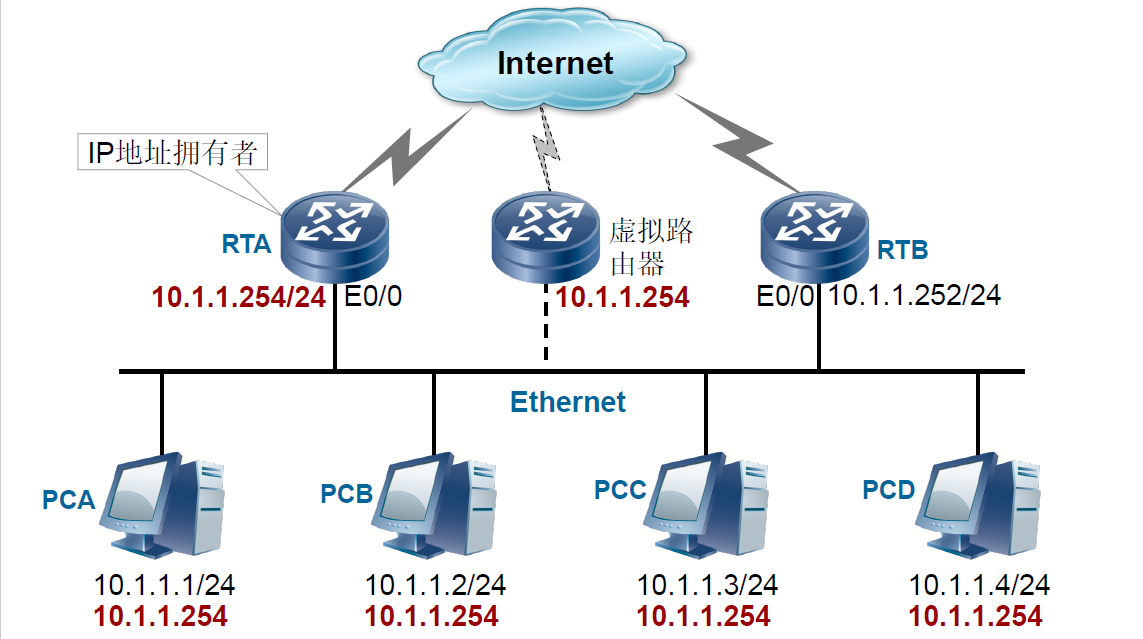 Internet
IP地址拥有者
RTA
虚拟路
由器
RTB
10.1.1.254/24
E0/0
10.1.1.254
E0/0
10.1.1.252/24
Ethernet
PCA
PCB
PCC
PCD
10.1.1.1/24
10.1.1.254
10.1.1.2/24
10.1.1.254
10.1.1.3/24
10.1.1.254
10.1.1.4/24
10.1.1.254